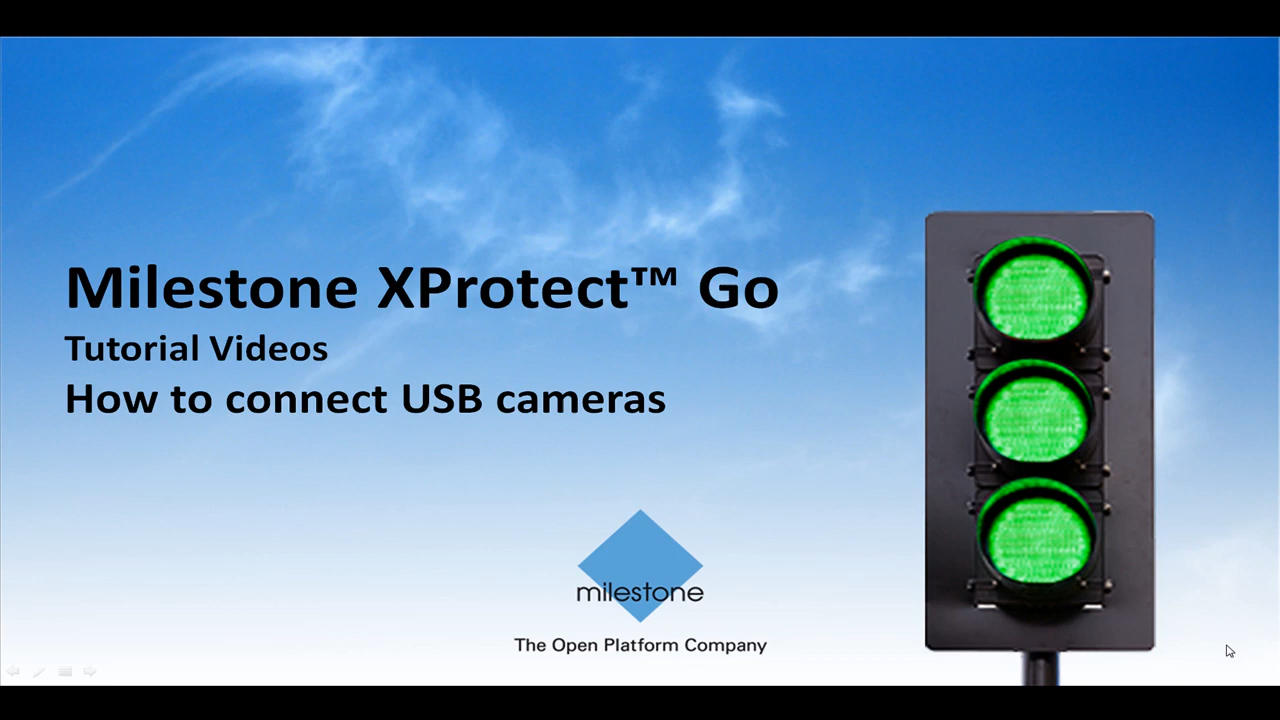 Milestone XProtect™ Go
Tutorial Videos
How to connect USB cameras
milestone
The Open Platform Company